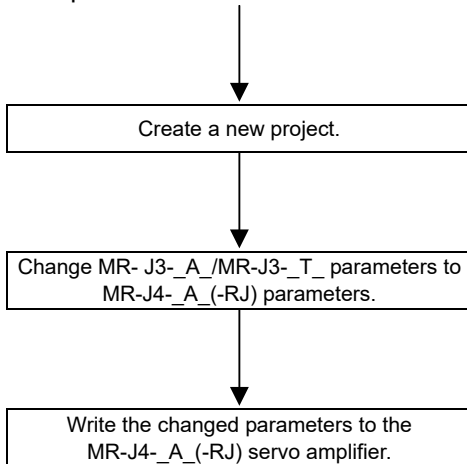 Create a new project.
Change MR- J3-_A_/MR-J3-_T_ parameters to
MR-J4-_A_(-RJ) parameters.
Write the changed parameters to the
MR-J4-_A_(-RJ) servo amplifier.